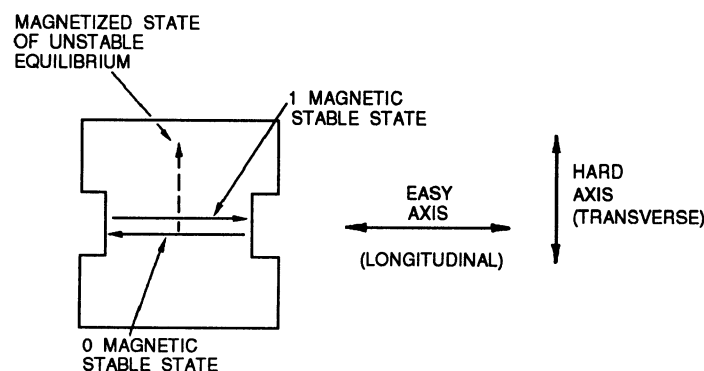 MAGNETIZED STATE
OF UNSTABLE
EQUILIBRIUM
1 MAGNETIC
STABLE STATE
EASY
AXIS
(LONGITUDINAL)
HARD
AXIS
(TRANSVERSE)
0 MAGNETIC
STABLE STATE